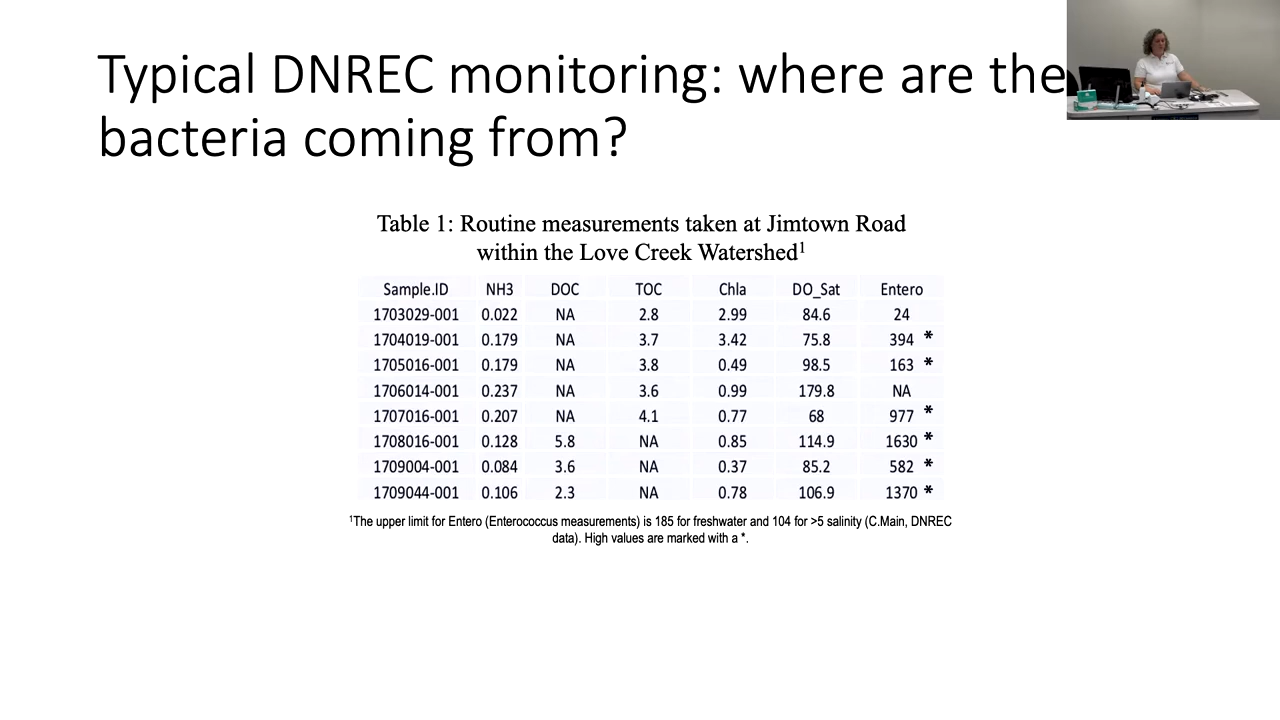 Typical DNREC monitoring: where are the
bacteria coming from?
Table 1: Routine measurements taken at Jimtown Road
within the Love Creek Watershed¹
Sample.ID NH3 DOC TOC Chla DO_Sat Entero
1703029-001 0.022 NA 2.8 2.99 84.6 24
1704019-001 0.179 NA 3.7 3.42 75.8 394 *
1705016-001 0.179 NA 3.8 0.49 98.5 163 *
1706014-001 0.237 NA 3.6 0.99 179.8 NA
1707016-001 0.207 NA 4.1 0.77 68 977 *
1708016-001 0.128 5.8 NA 0.85 114.9 1630 *
1709004-001 0.084 3.6 NA 0.37 85.2 582 *
1709044-001 0.106 2.3 NA 0.78 106.9 1370 *
¹The upper limit for Entero (Enterococcus measurements) is 185 for freshwater and 104 for >5 salinity (C.Main, DNREC
data). High values are marked with a *.